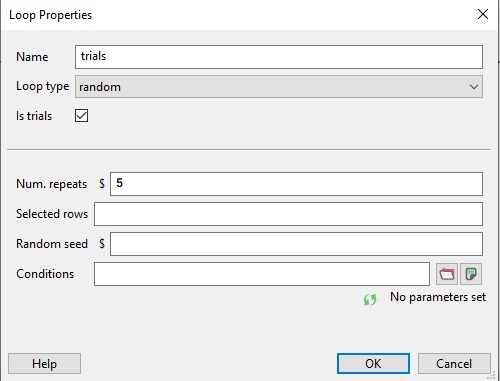 Loop Properties
Name trials
Loop type random
Is trials
Num. repeats $ 5
Selected rows
Random seed $
Conditions
No parameters set
Help OK Cancel